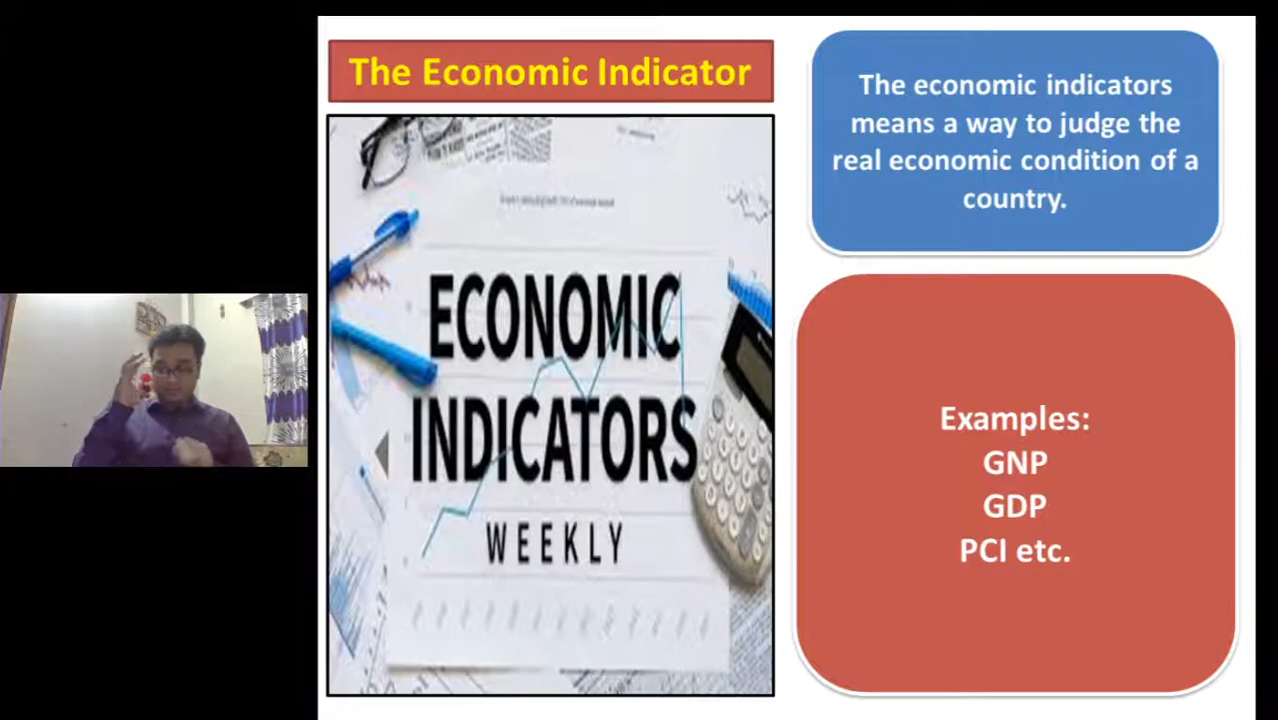 The Economic Indicator
ECONOMIC
INDICATORS
WEEKLY
The economic indicators
means a way to judge the
real economic condition of a
country.
Examples:
GNP
GDP
PCI etc.